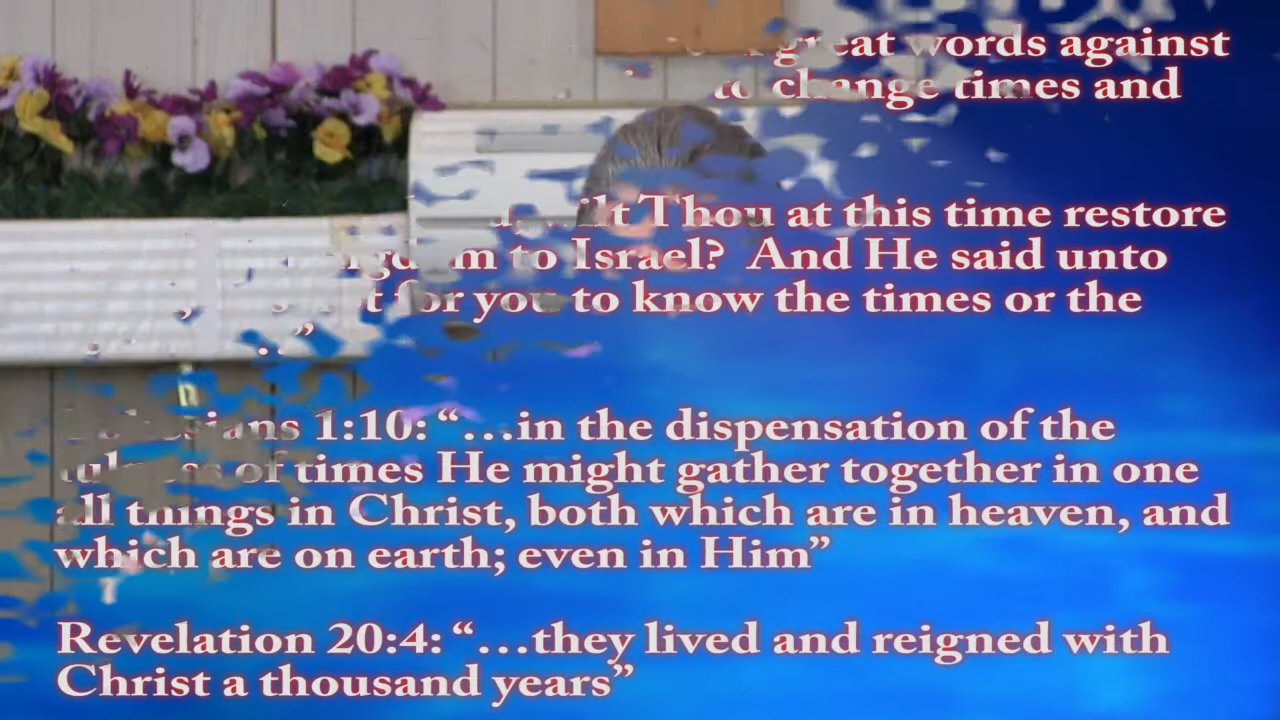 great words against
to change times and
wilt Thou at this time restore
to Israel?  And He said unto
for you to know the times or the
1:10: “…in the dispensation of the
of times He might gather together in one
all things in Christ, both which are in heaven, and
which are on earth; even in Him”
Revelation 20:4: “…they lived and reigned with
Christ a thousand years”